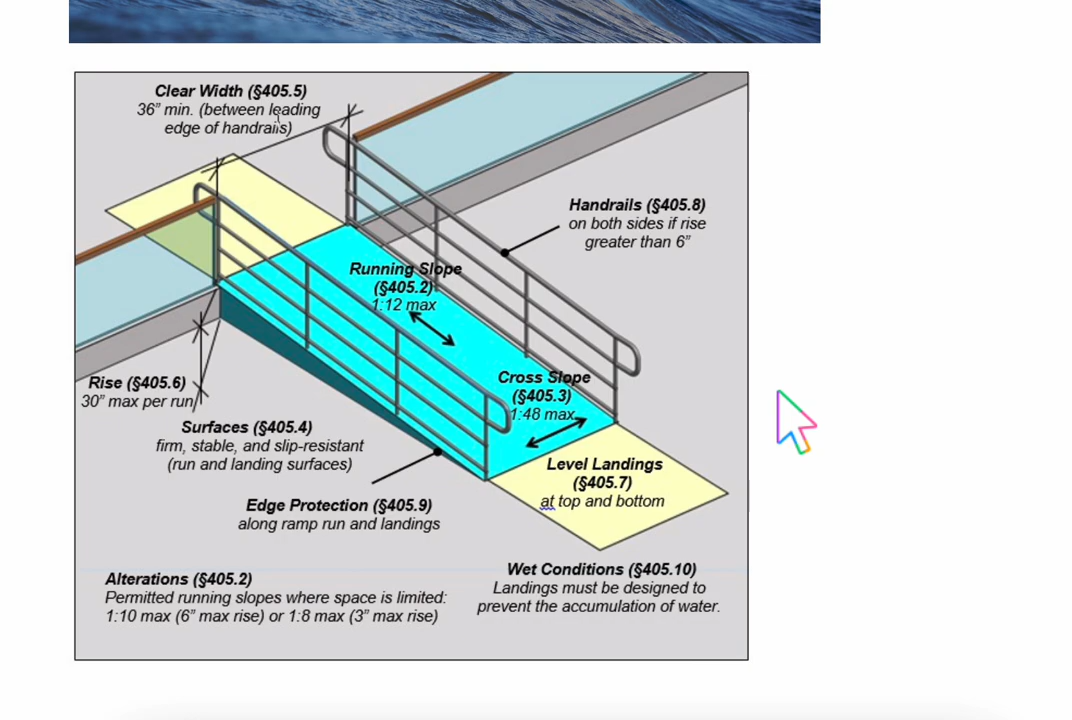 Clear Width (§405.5)
36” min. (between leading
edge of handrails)
Handrails (§405.8)
on both sides if rise
greater than 6”
Running Slope
(§405.2)
1:12 max
Cross Slope
(§405.3)
1:48 max
Rise (§405.6)
30” max per run
Surfaces (§405.4)
firm, stable, and slip-resistant
(run and landing surfaces)
Level Landings
(§405.7)
at top and bottom
Edge Protection (§405.9)
along ramp run and landings
Wet Conditions (§405.10)
Landings must be designed to
prevent the accumulation of water.
Alterations (§405.2)
Permitted running slopes where space is limited:
1:10 max (6” max rise) or 1:8 max (3” max rise)